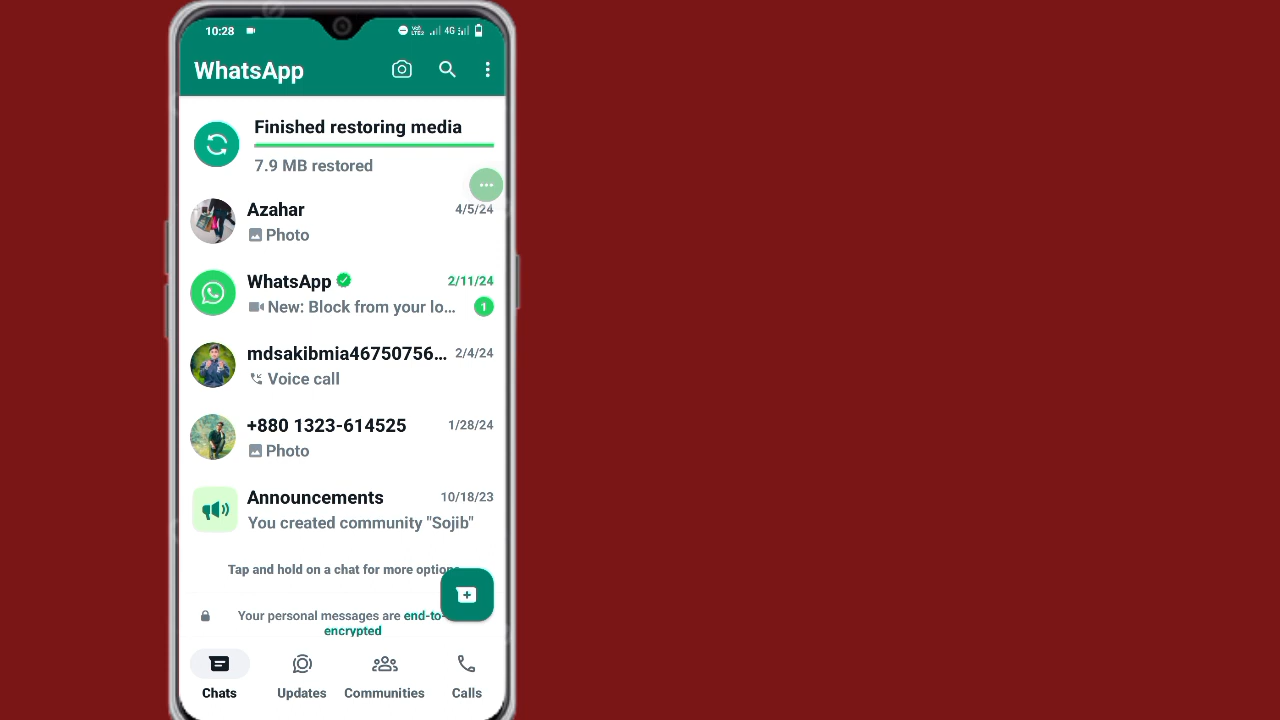 10:28
Vo) LTE2 4G
WhatsApp
Finished restoring media
7.9 MB restored
Azahar 4/5/24
Photo
WhatsApp 2/11/24
New: Block from your lo... 1
mdsakibmia46750756... 2/4/24
Voice call
+880 1323-614525 1/28/24
Photo
Announcements 10/18/23
You created community "Sojib"
Tap and hold on a chat for more options
Your personal messages are end-to-
encrypted
Chats Updates Communities Calls